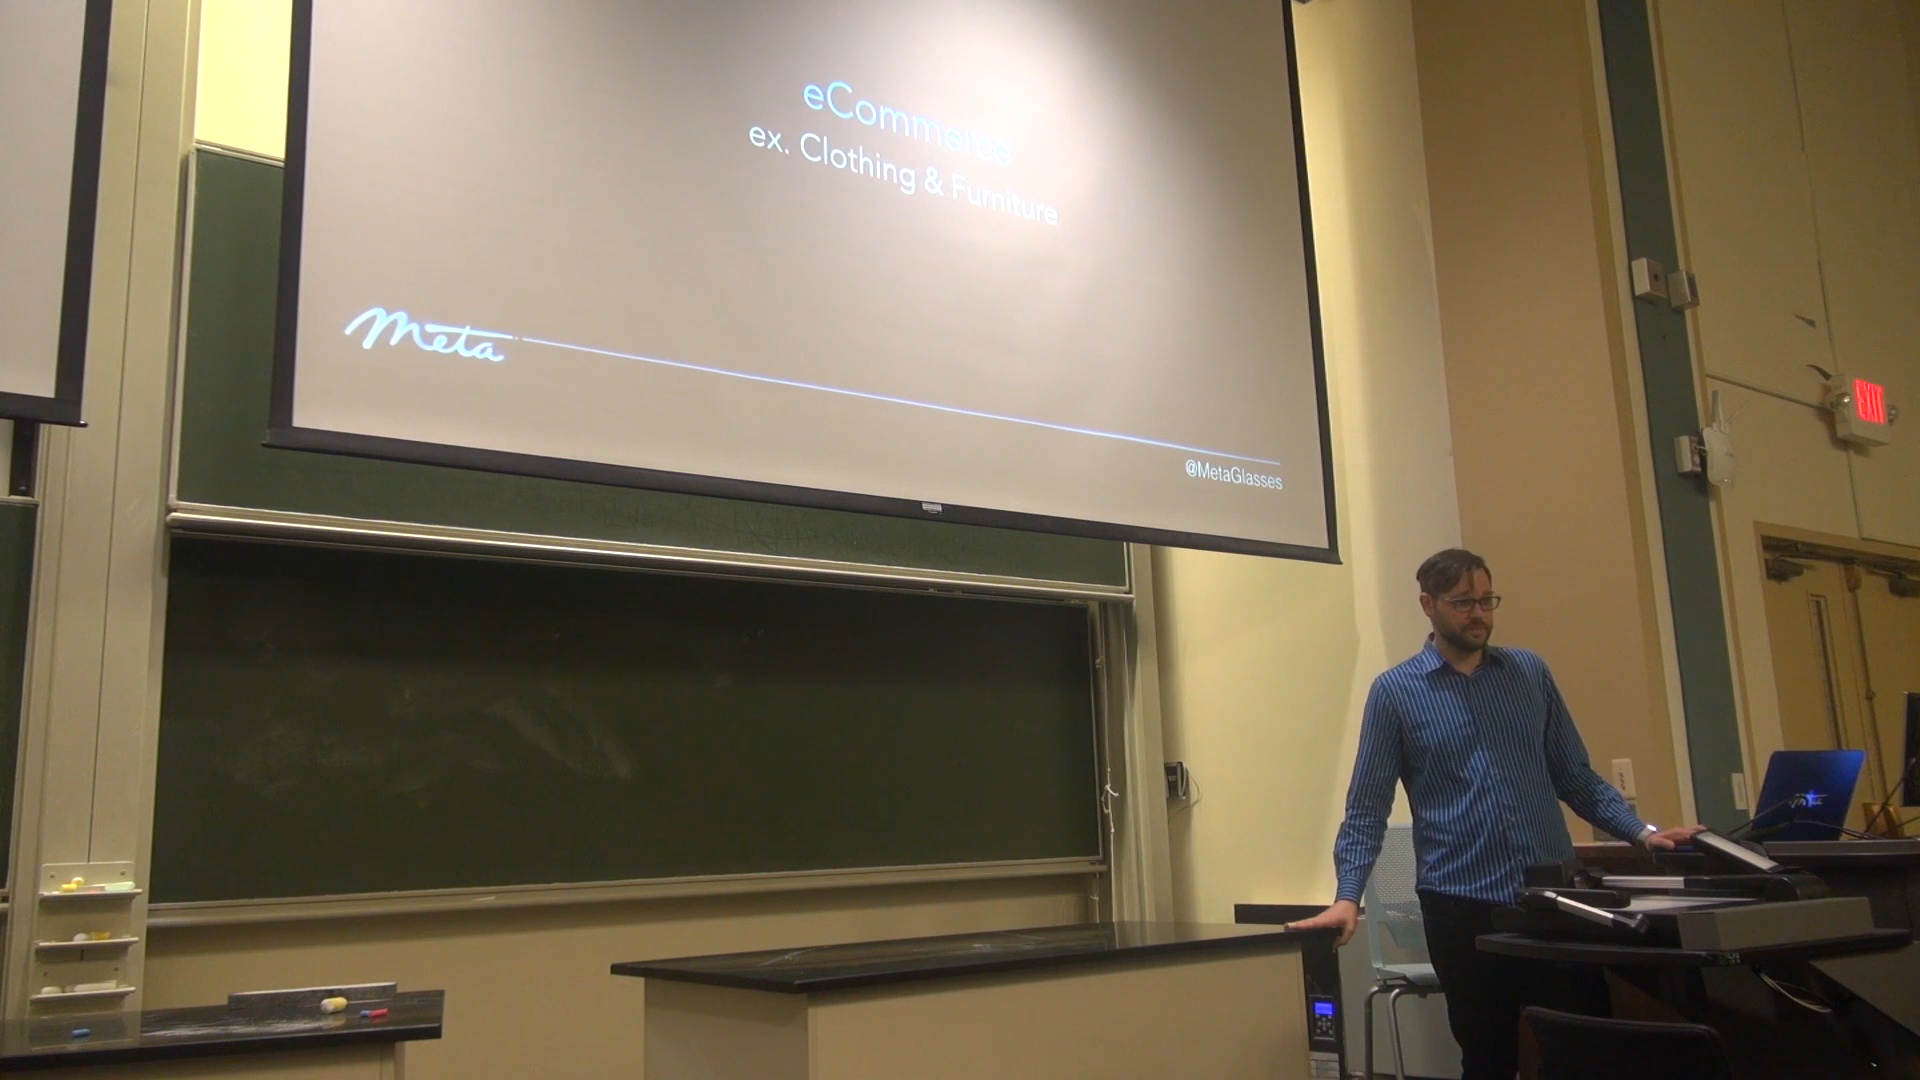 eCommerce
ex. Clothing & Furniture
meta
@MetaGlasses
EXIT